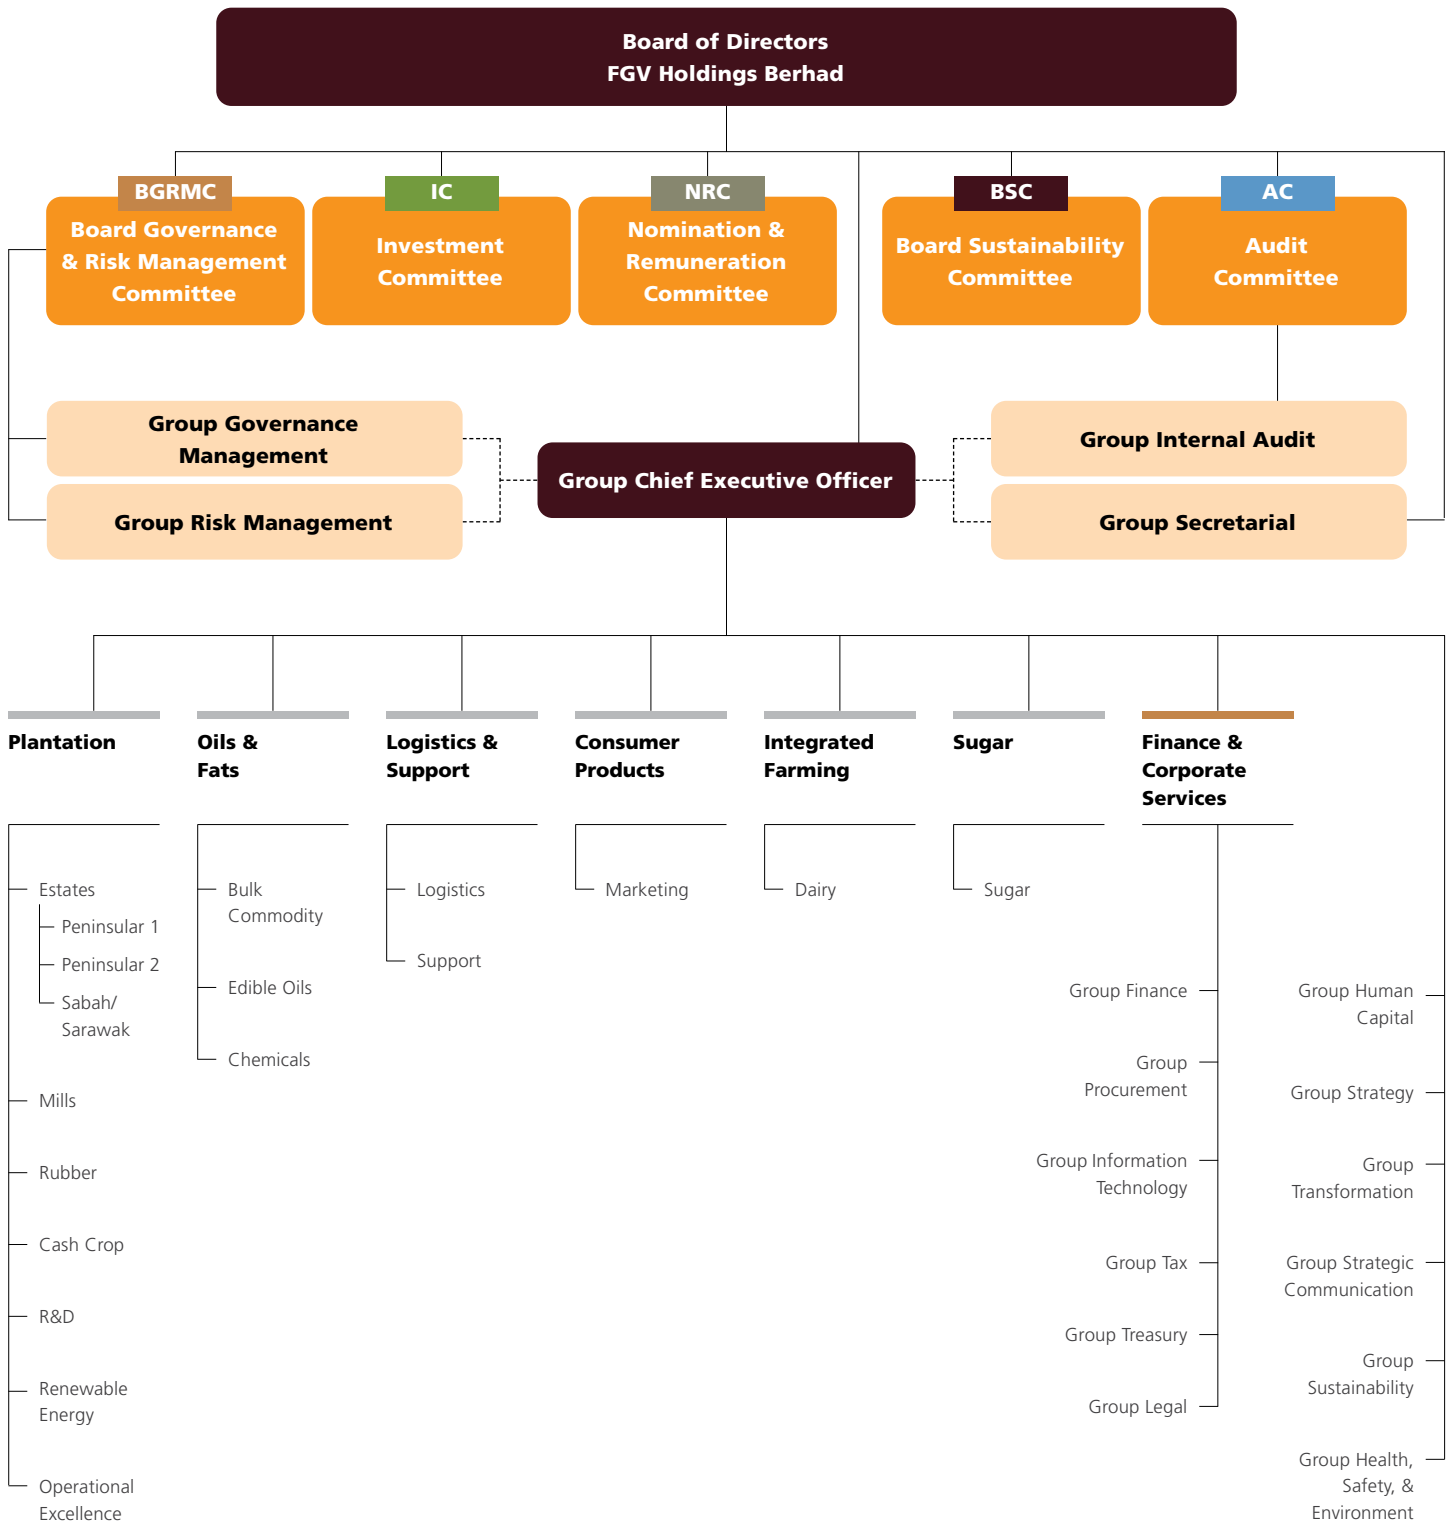 Board of Directors
FGV Holdings Berhad
BGRMC
Board Governance
& Risk Management
Committee
IC
Investment
Committee
NRC
Nomination &
Remuneration
Committee
BSC
Board Sustainability
Committee
AC
Audit
Committee
Group Governance
Management
Group Risk Management
Group Chief Executive Officer
Group Internal Audit
Group Secretarial
Plantation
Estates
Peninsular 1
Peninsular 2
Sabah/
Sarawak
Mills
Rubber
Cash Crop
R&D
Renewable
Energy
Operational
Excellence
Oils &
Fats
Bulk
Commodity
Edible Oils
Chemicals
Logistics &
Support
Logistics
Support
Consumer
Products
Marketing
Integrated
Farming
Dairy
Sugar
Sugar
Finance &
Corporate
Services
Group Finance
Group
Procurement
Group Information
Technology
Group Tax
Group Treasury
Group Legal
Group Human
Capital
Group Strategy
Group
Transformation
Group Strategic
Communication
Group
Sustainability
Group Health,
Safety, &
Environment